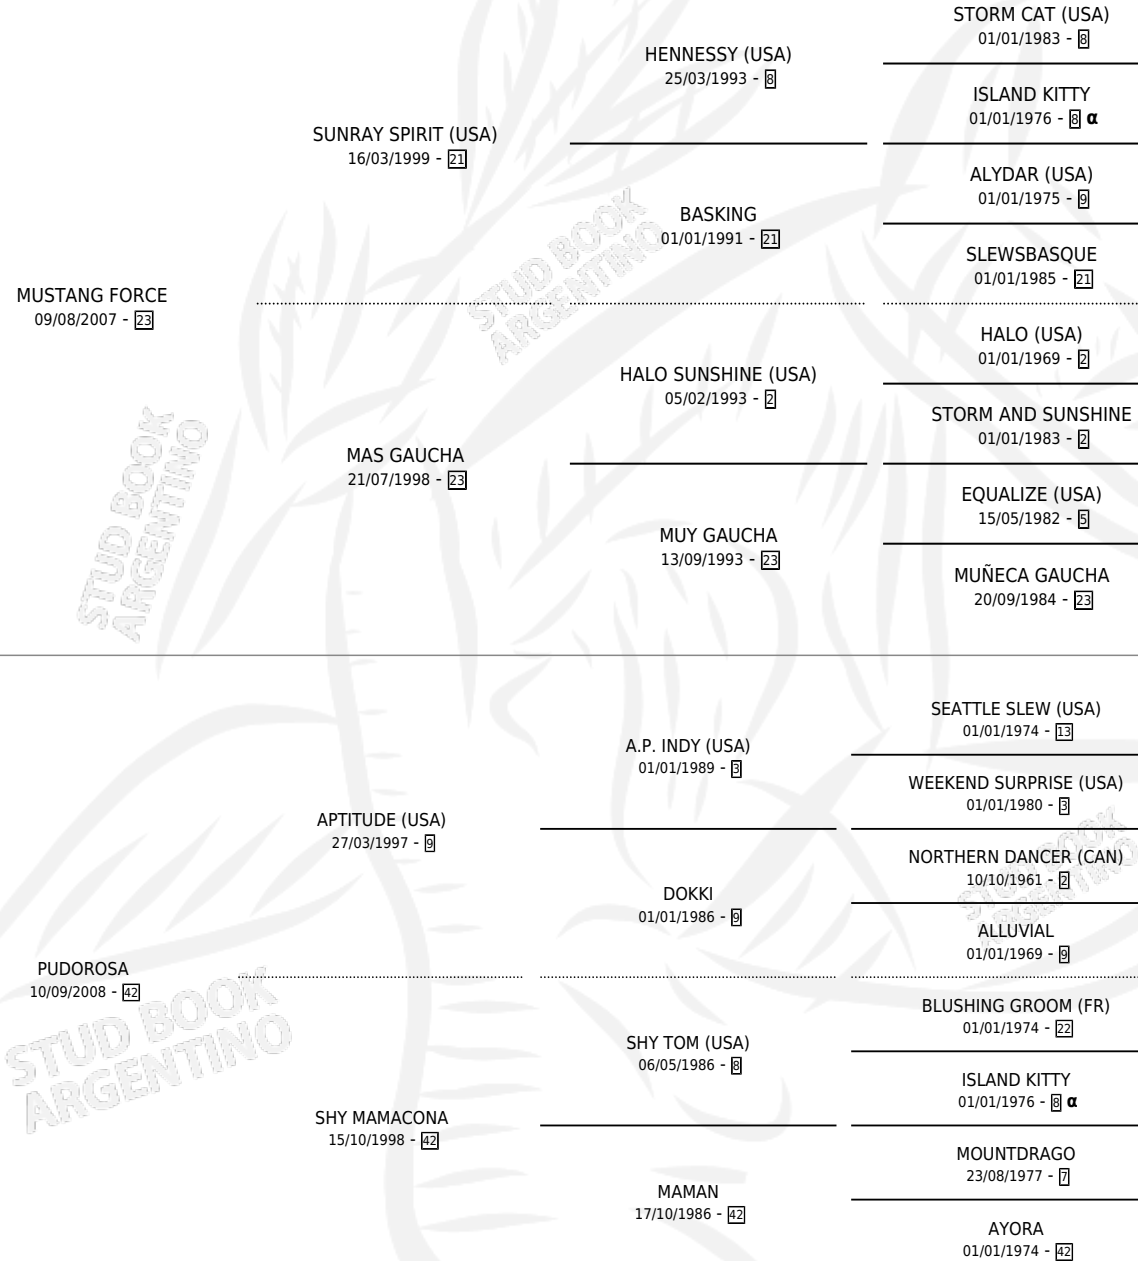 STORM CAT (USA)
01/01/1983 - 8
HENNESSY (USA)
25/03/1993 - 8
ISLAND KITTY
01/01/1976 - 8 α
SUNRAY SPIRIT (USA)
16/03/1999 - 21
ALYDAR (USA)
01/01/1975 - 9
BASKING
01/01/1991 - 21
SLEWSBASQUE
01/01/1985 - 21
MUSTANG FORCE
09/08/2007 - 23
HALO (USA)
01/01/1969 - 2
HALO SUNSHINE (USA)
05/02/1993 - 2
STORM AND SUNSHINE
01/01/1983 - 2
MAS GAUCHA
21/07/1998 - 23
EQUALIZE (USA)
15/05/1982 - 5
MUY GAUCHA
13/09/1993 - 23
MUÑECA GAUCHA
20/09/1984 - 23
SEATTLE SLEW (USA)
01/01/1974 - 13
A.P. INDY (USA)
01/01/1989 - 3
WEEKEND SURPRISE (USA)
01/01/1980 - 3
APTITUDE (USA)
27/03/1997 - 9
NORTHERN DANCER (CAN)
10/10/1961 - 2
DOKKI
01/01/1986 - 9
ALLUVIAL
01/01/1969 - 9
PUDOROSA
10/09/2008 - 42
BLUSHING GROOM (FR)
01/01/1974 - 22
SHY TOM (USA)
06/05/1986 - 8
ISLAND KITTY
01/01/1976 - 8 α
SHY MAMACONA
15/10/1998 - 42
MOUNTDRAGO
23/08/1977 - 7
MAMAN
17/10/1986 - 42
AYORA
01/01/1974 - 42
STUD BOOK
ARGENTINO
STUD BOOK
ARGENTINO
STUD BOOK
ARGENTINO
STUD BOOK
ARGENTINO